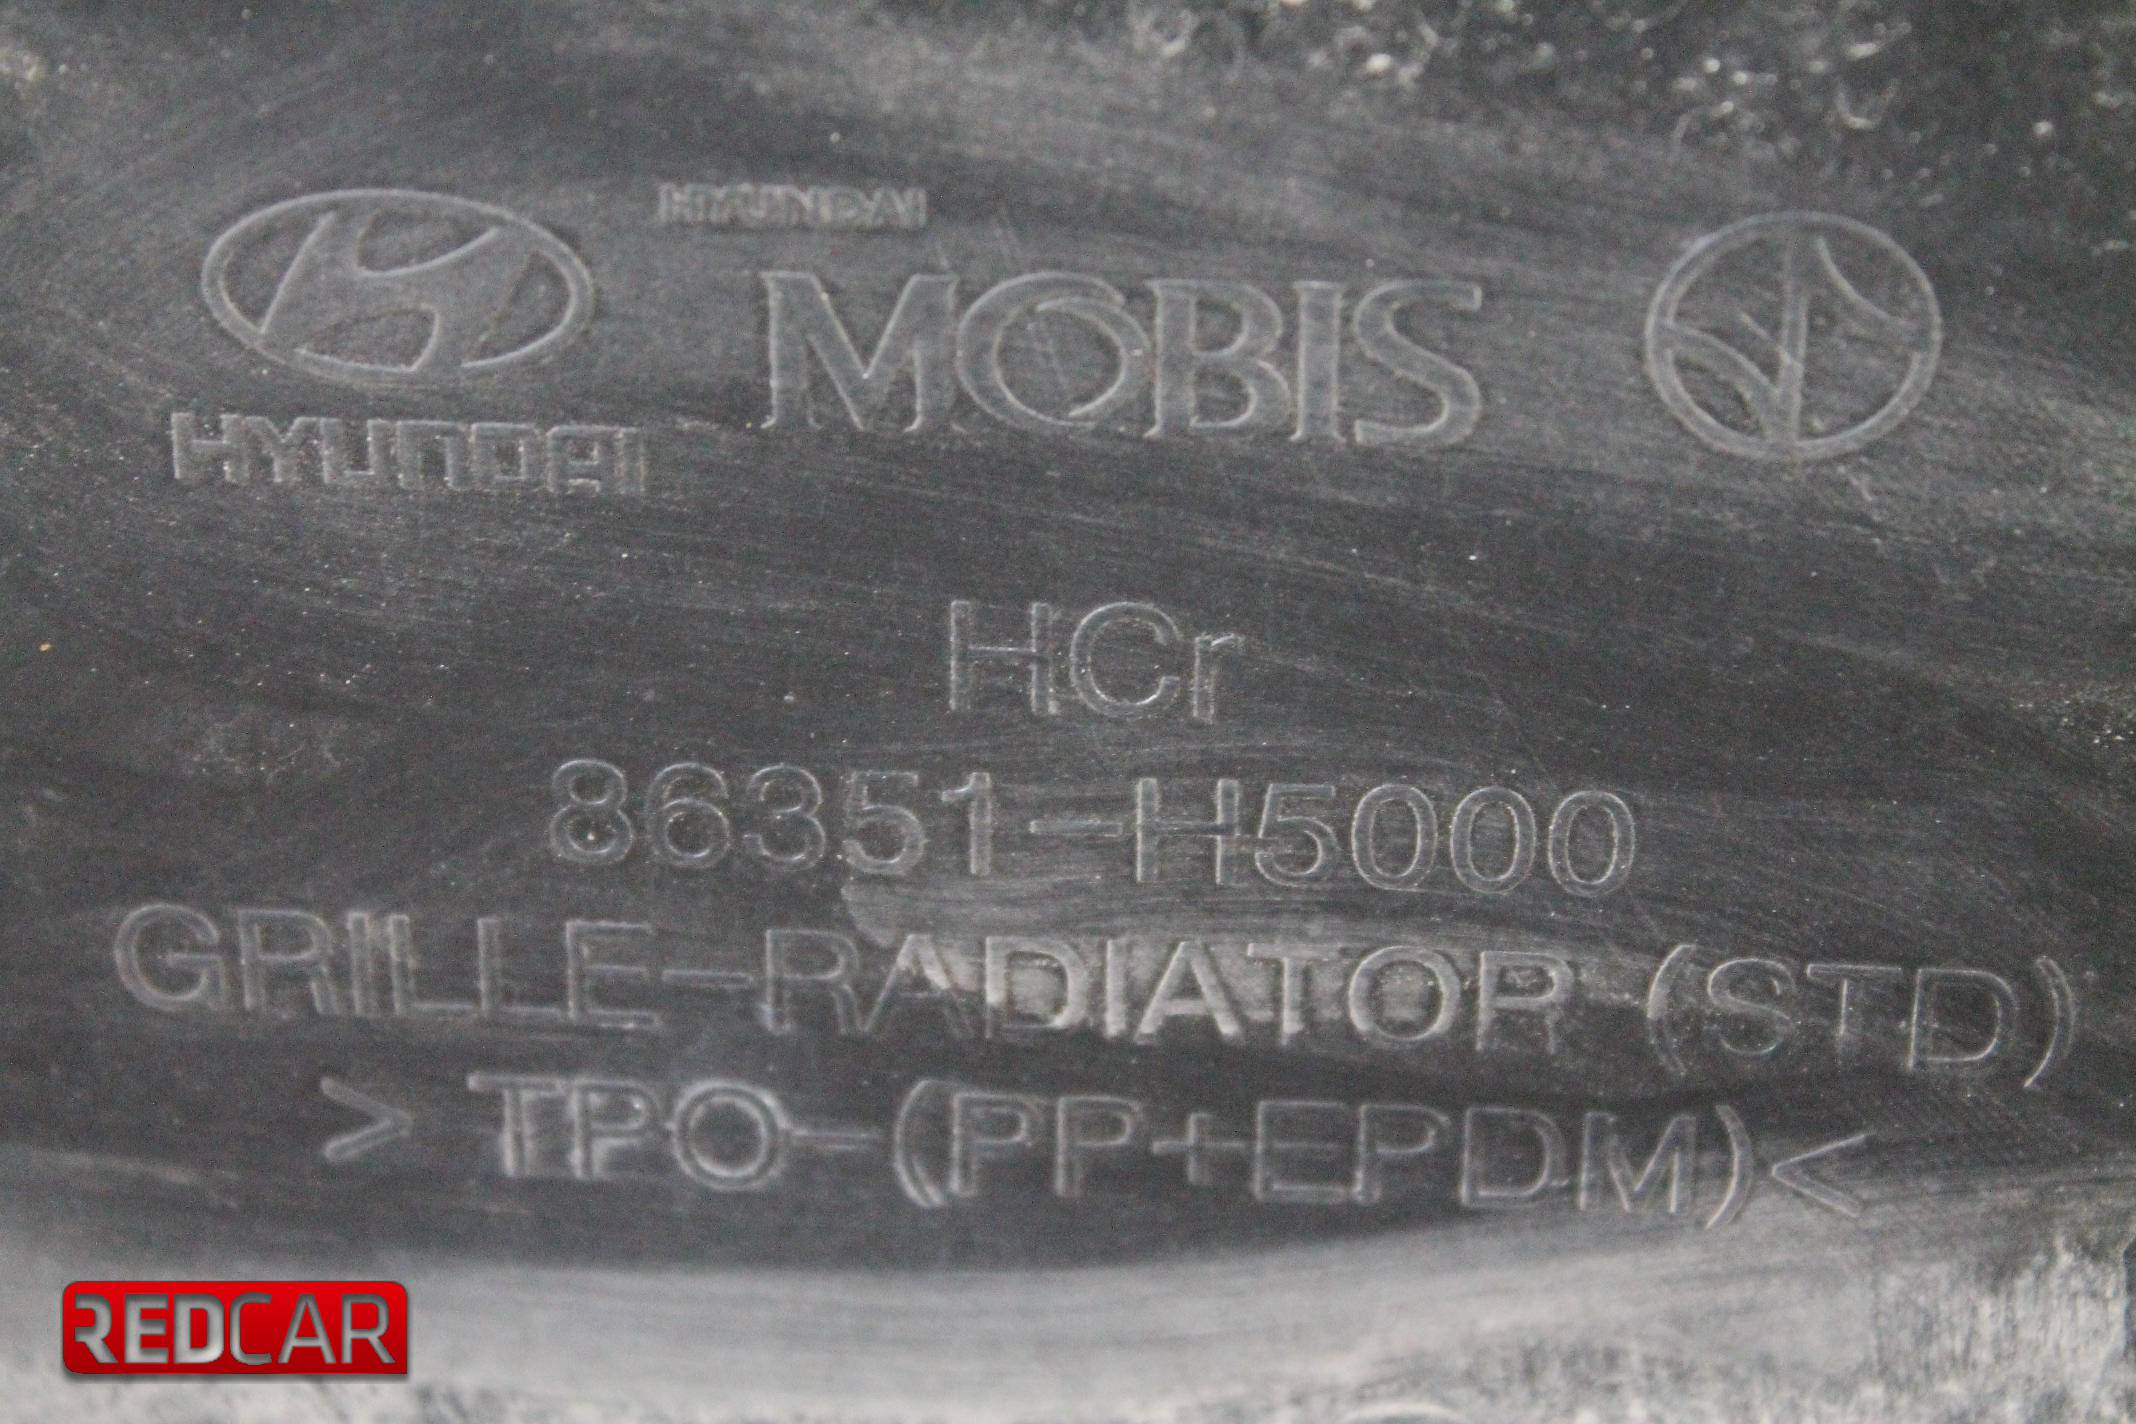 HYUNDAI
HYUNDAI
MOBIS
HCr
86351-H5000
GRILLE-RADIATOR (STD)
> TPO-(PP+EPDM)<
REDCAR